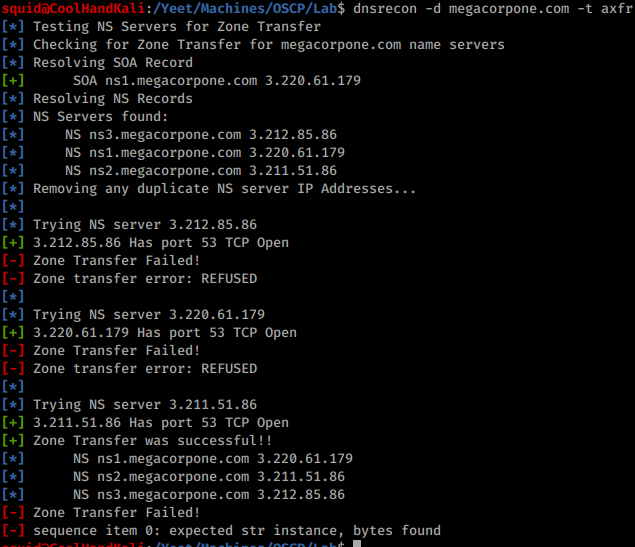 squid@CoolHandKali:/Yeet/Machines/OSCP/Lab$ dnsrecon -d megacorpone.com -t axfr
[*] Testing NS Servers for Zone Transfer
[*] Checking for Zone Transfer for megacorpone.com name servers
[*] Resolving SOA Record
[+] SOA ns1.megacorpone.com 3.220.61.179
[*] Resolving NS Records
[*] NS Servers found:
[*] NS ns3.megacorpone.com 3.212.85.86
[*] NS ns1.megacorpone.com 3.220.61.179
[*] NS ns2.megacorpone.com 3.211.51.86
[*] Removing any duplicate NS server IP Addresses...
[*]
[*] Trying NS server 3.212.85.86
[+] 3.212.85.86 Has port 53 TCP Open
[-] Zone Transfer Failed!
[-] Zone transfer error: REFUSED
[*]
[*] Trying NS server 3.220.61.179
[+] 3.220.61.179 Has port 53 TCP Open
[-] Zone Transfer Failed!
[-] Zone transfer error: REFUSED
[*]
[*] Trying NS server 3.211.51.86
[+] 3.211.51.86 Has port 53 TCP Open
[+] Zone Transfer was successful!!
[*] NS ns1.megacorpone.com 3.220.61.179
[*] NS ns2.megacorpone.com 3.211.51.86
[*] NS ns3.megacorpone.com 3.212.85.86
[-] Zone Transfer Failed!
[-] sequence item 0: expected str instance, bytes found
squid@CoolHandKali:/Yeet/Machines/OSCP/Lab$